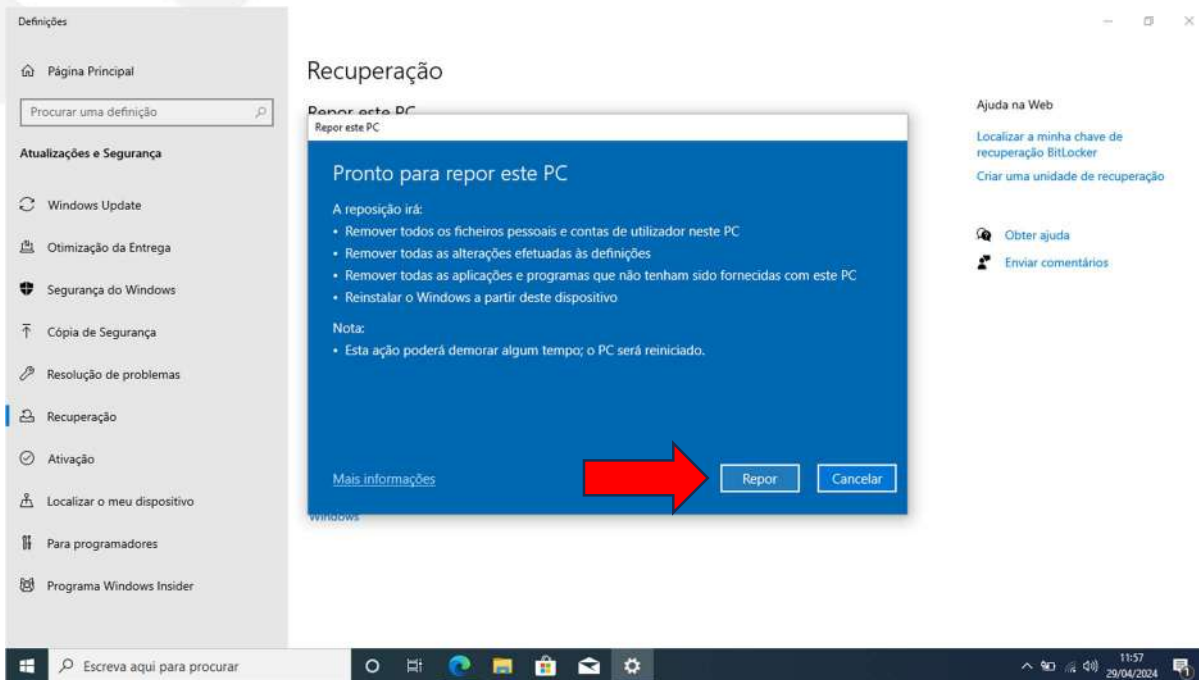 Definições
Página Principal
Procurar uma definição
Atualizações e Segurança
Windows Update
Otimização da Entrega
Segurança do Windows
Cópia de Segurança
Resolução de problemas
Recuperação
Ativação
Localizar o meu dispositivo
Para programadores
Programa Windows Insider
Recuperação
Repor este PC
Repor este PC
Pronto para repor este PC
A reposição irá:
• Remover todos os ficheiros pessoais e contas de utilizador neste PC
• Remover todas as alterações efetuadas às definições
• Remover todas as aplicações e programas que não tenham sido fornecidas com este PC
• Reinstalar o Windows a partir deste dispositivo
Nota:
• Esta ação poderá demorar algum tempo; o PC será reiniciado.
Mais informações
Repor
Cancelar
Windows
Ajuda na Web
Localizar a minha chave de
recuperação BitLocker
Criar uma unidade de recuperação
Obter ajuda
Enviar comentários
Escreva aqui para procurar
11:57
29/04/2024
1